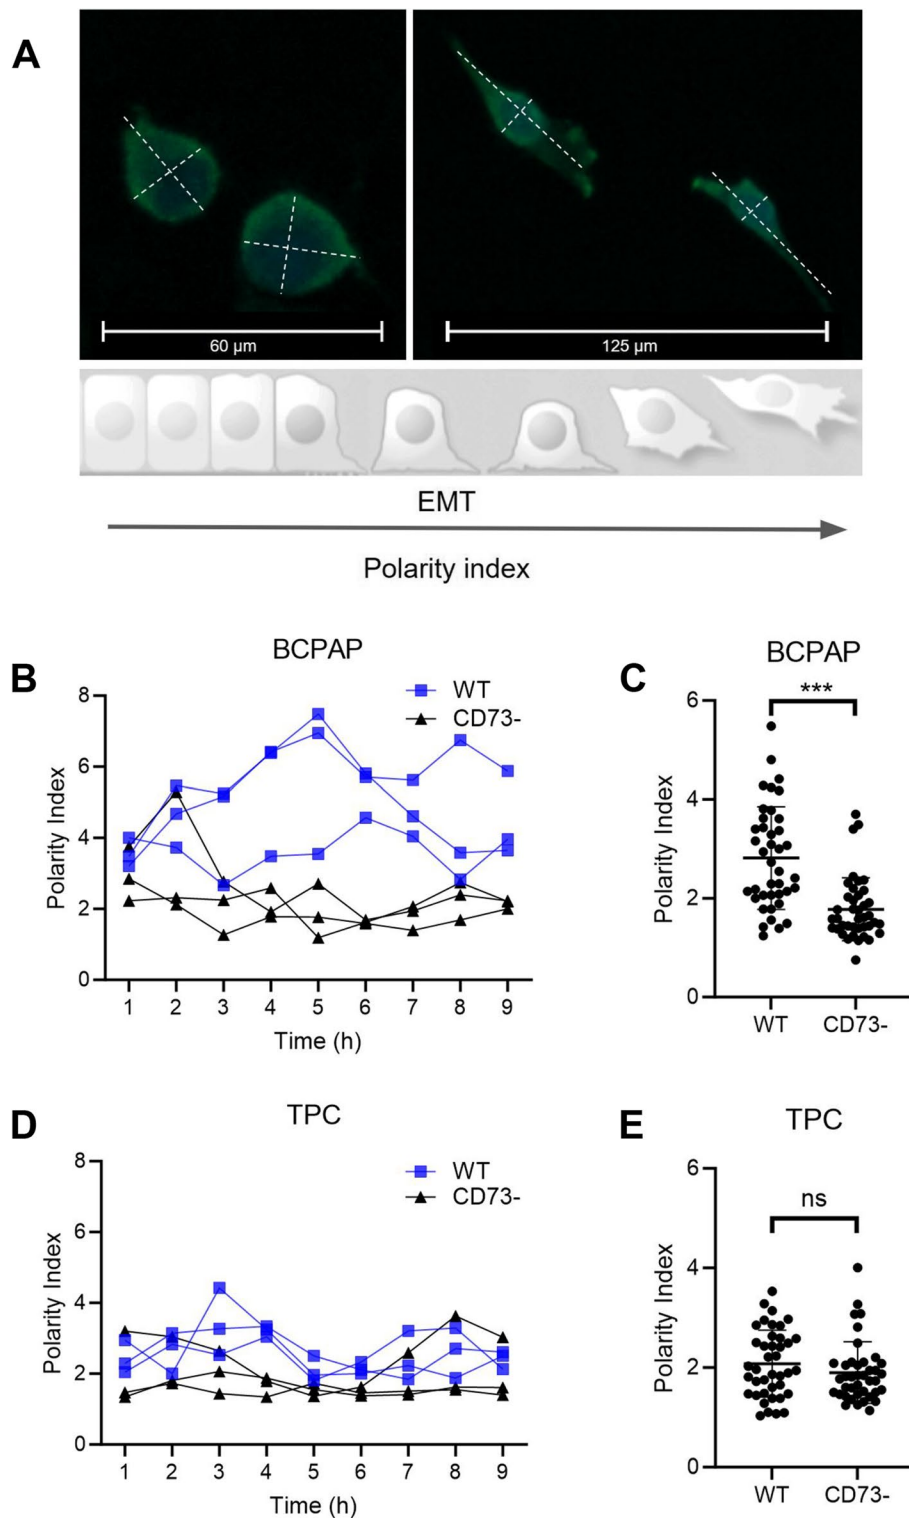 A
60 µm
125 µm
EMT
Polarity index
B
BCPAP
WT
CD73-
Polarity Index
8
6
4
2
0
1 2 3 4 5 6 7 8 9
Time (h)
C
BCPAP
***
Polarity Index
6
4
2
0
WT CD73-
D
TPC
WT
CD73-
Polarity Index
8
6
4
2
0
1 2 3 4 5 6 7 8 9
Time (h)
E
TPC
ns
Polarity Index
6
4
2
0
WT CD73-